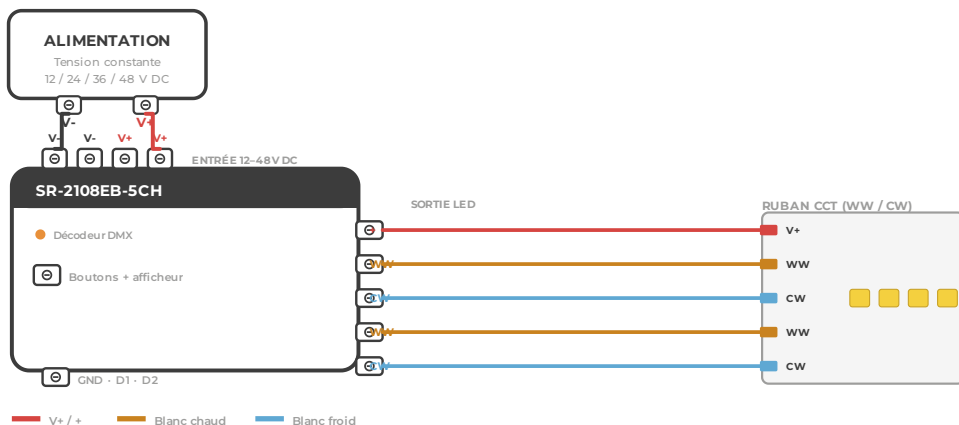 ALIMENTATION
Tension constante
12 / 24 / 36 / 48 V DC
V- V+
V- V- V+ V+
ENTRÉE 12–48V DC
SR-2108EB-5CH
SORTIE LED
RUBAN CCT (WW / CW)
Décodeur DMX
V+
WW WW
Boutons + afficheur
CW CW
WW WW
CW CW
GND · D1 · D2
V+ / + Blanc chaud Blanc froid